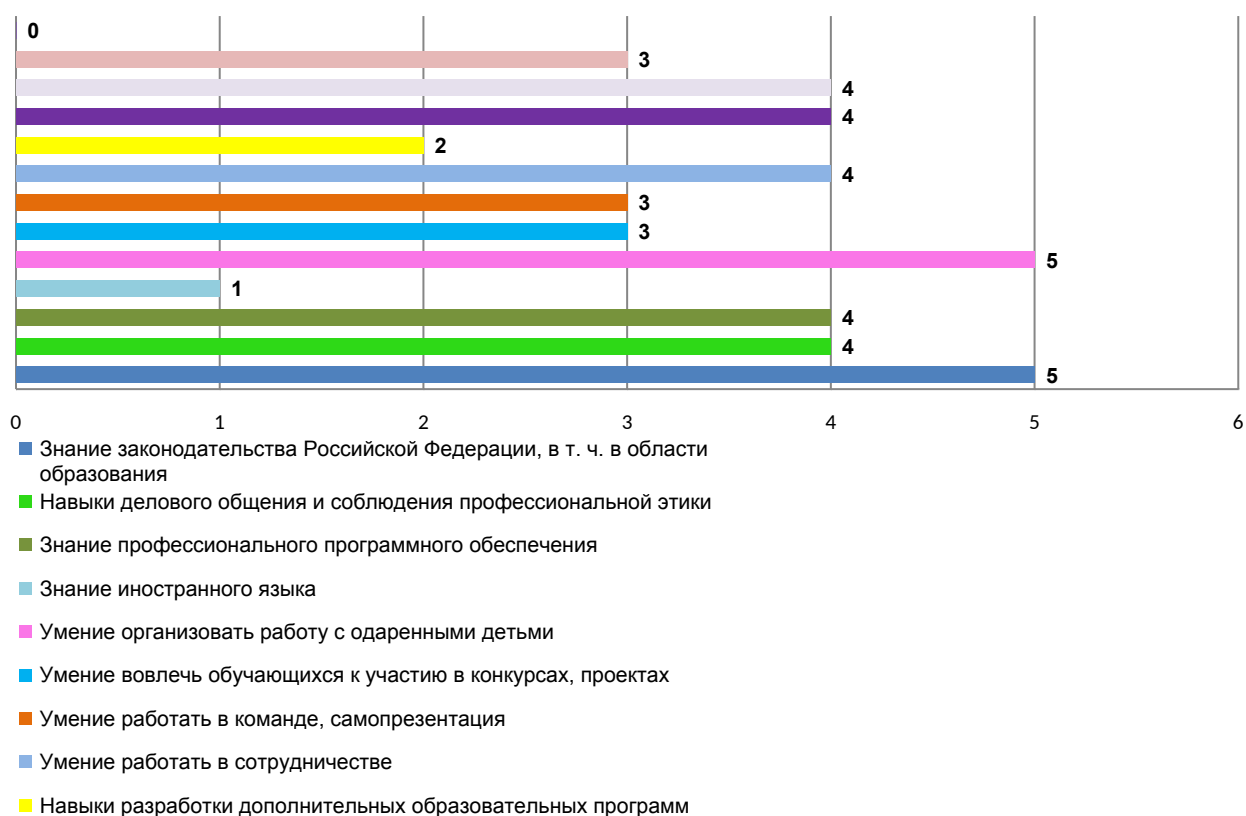 0
3
4
4
2
4
3
3
5
1
4
4
5
0 1 2 3 4 5 6
Знание законодательства Российской Федерации, в т. ч. в области
образования
Навыки делового общения и соблюдения профессиональной этики
Знание профессионального программного обеспечения
Знание иностранного языка
Умение организовать работу с одаренными детьми
Умение вовлечь обучающихся к участию в конкурсах, проектах
Умение работать в команде, самопрезентация
Умение работать в сотрудничестве
Навыки разработки дополнительных образовательных программ